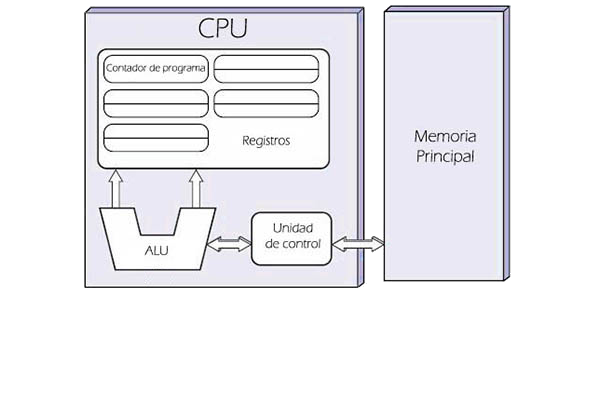 CPU
Contador de programa
Registros
ALU
Unidad
de control
Memoria
Principal